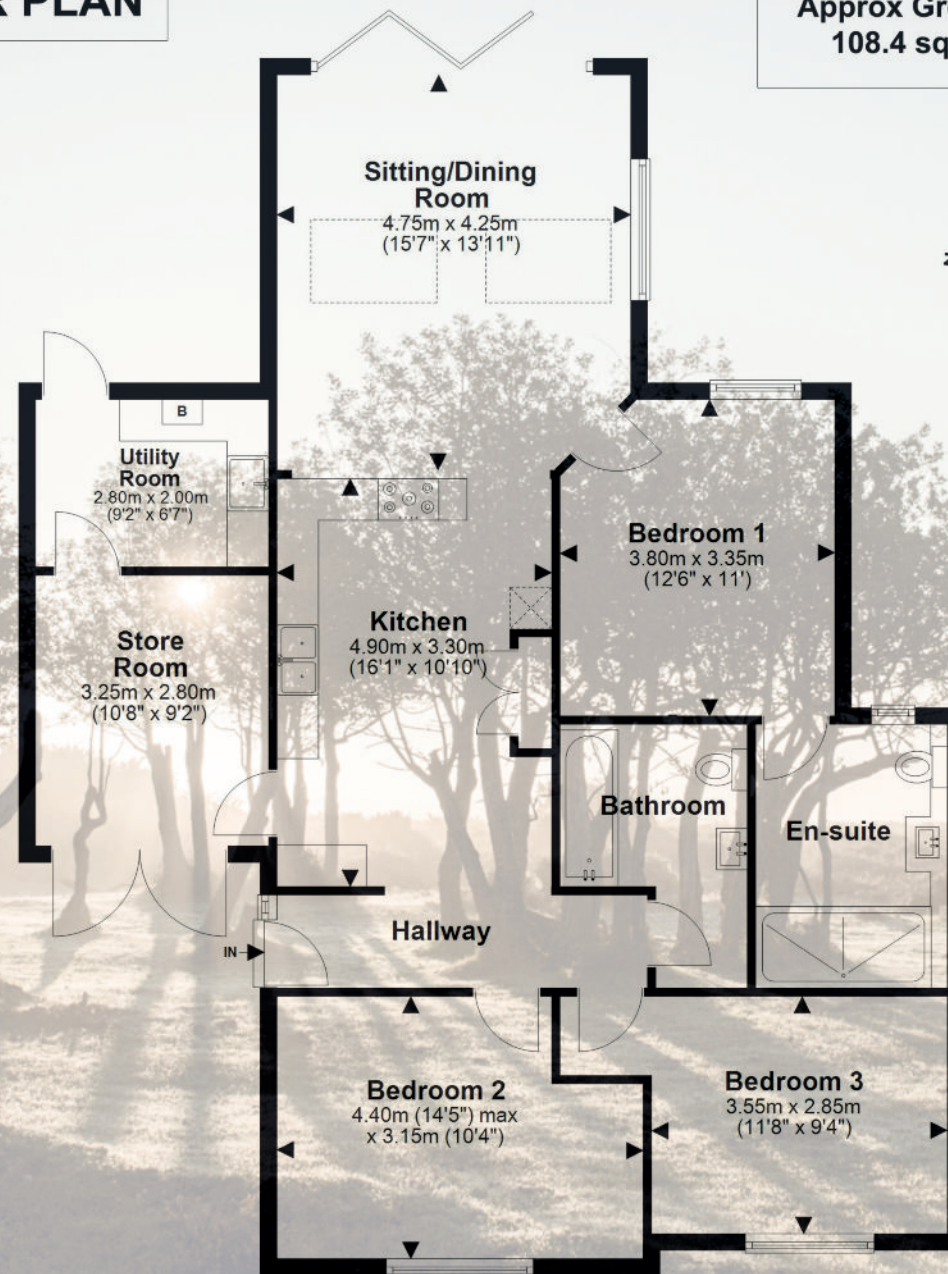 PLAN
Approx
108.4 sq
Sitting/Dining
Room
4.75m x 4.25m
(15'7" x 13'11")
B
Utility
Room
2.80m x 2.00m
(9'2" x 6'7")
Bedroom 1
3.80m x 3.35m
(12'6" x 11')
Kitchen
4.90m x 3.30m
(16'1" x 10'10")
Store
Room
3.25m x 2.80m
(10'8" x 9'2")
Bathroom
En-suite
Hallway
IN
Bedroom 2
4.40m (14'5") max
x 3.15m (10'4")
Bedroom 3
3.55m x 2.85m
(11'8" x 9'4")